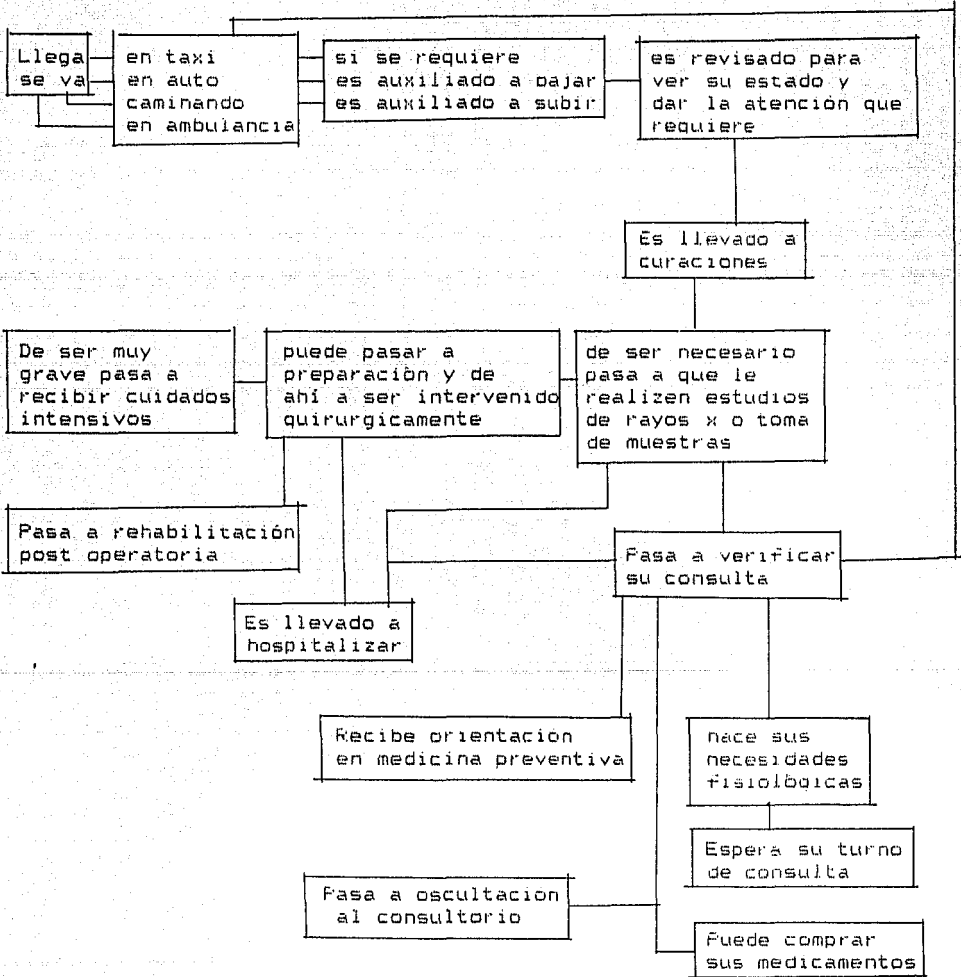 Llega
se va
en taxi
en auto
caminando
en ambulancia
si se requiere
es auxiliado a bajar
es auxiliado a subir
es revisado para
ver su estado y
dar la atención que
requiere
Es llevado a
curaciones
De ser muy
grave pasa a
recibir cuidados
intensivos
puede pasar a
preparación y de
ahí a ser intervenido
quirurgicamente
de ser necesario
pasa a que le
realizen estudios
de rayos x o toma
de muestras
Pasa a rehabilitación
post operatoria
Pasa a verificar
su consulta
Es llevado a
hospitalizar
Recibe orientación
en medicina preventiva
hace sus
necesidades
fisiológicas
Espera su turno
de consulta
Pasa a oscultación
al consultorio
Puede comprar
sus medicamentos